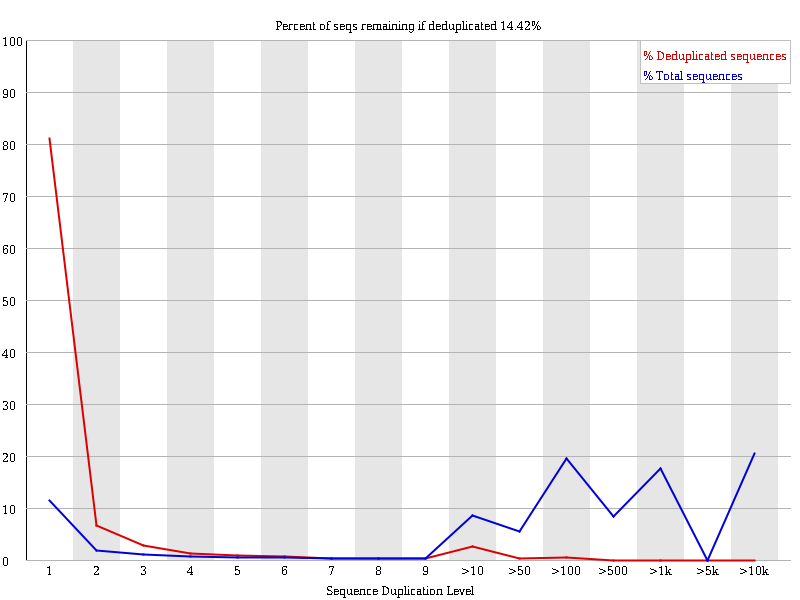 Percent of seqs remaining if deduplicated 14.42%
% Deduplicated sequences
% Total sequences
100
90
80
70
60
50
40
30
20
10
0
1 2 3 4 5 6 7 8 9 >10 >50 >100 >500 >1k >5k >10k
Sequence Duplication Level